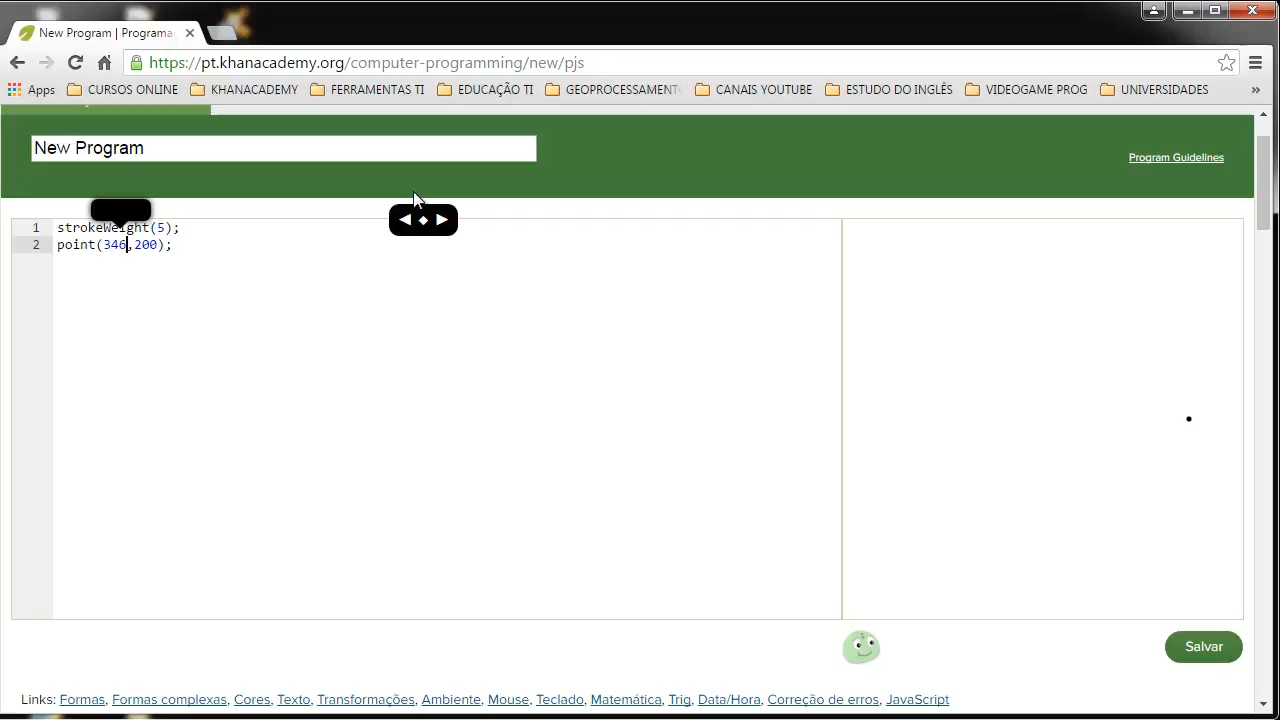 New Program | Programa
https://pt.khanacademy.org/computer-programming/new/pjs
Apps CURSOS ONLINE KHANACADEMY FERRAMENTAS TI EDUCAÇÃO TI GEOPROCESSAMENT CANAIS YOUTUBE ESTUDO DO INGLÊS VIDEOGAME PROG UNIVERSIDADES »
New Program
Program Guidelines
1 strokeWeight(5);
2 point(346,200);
Salvar
Links: Formas, Formas complexas, Cores, Texto, Transformações, Ambiente, Mouse, Teclado, Matemática, Trig, Data/Hora, Correção de erros, JavaScript